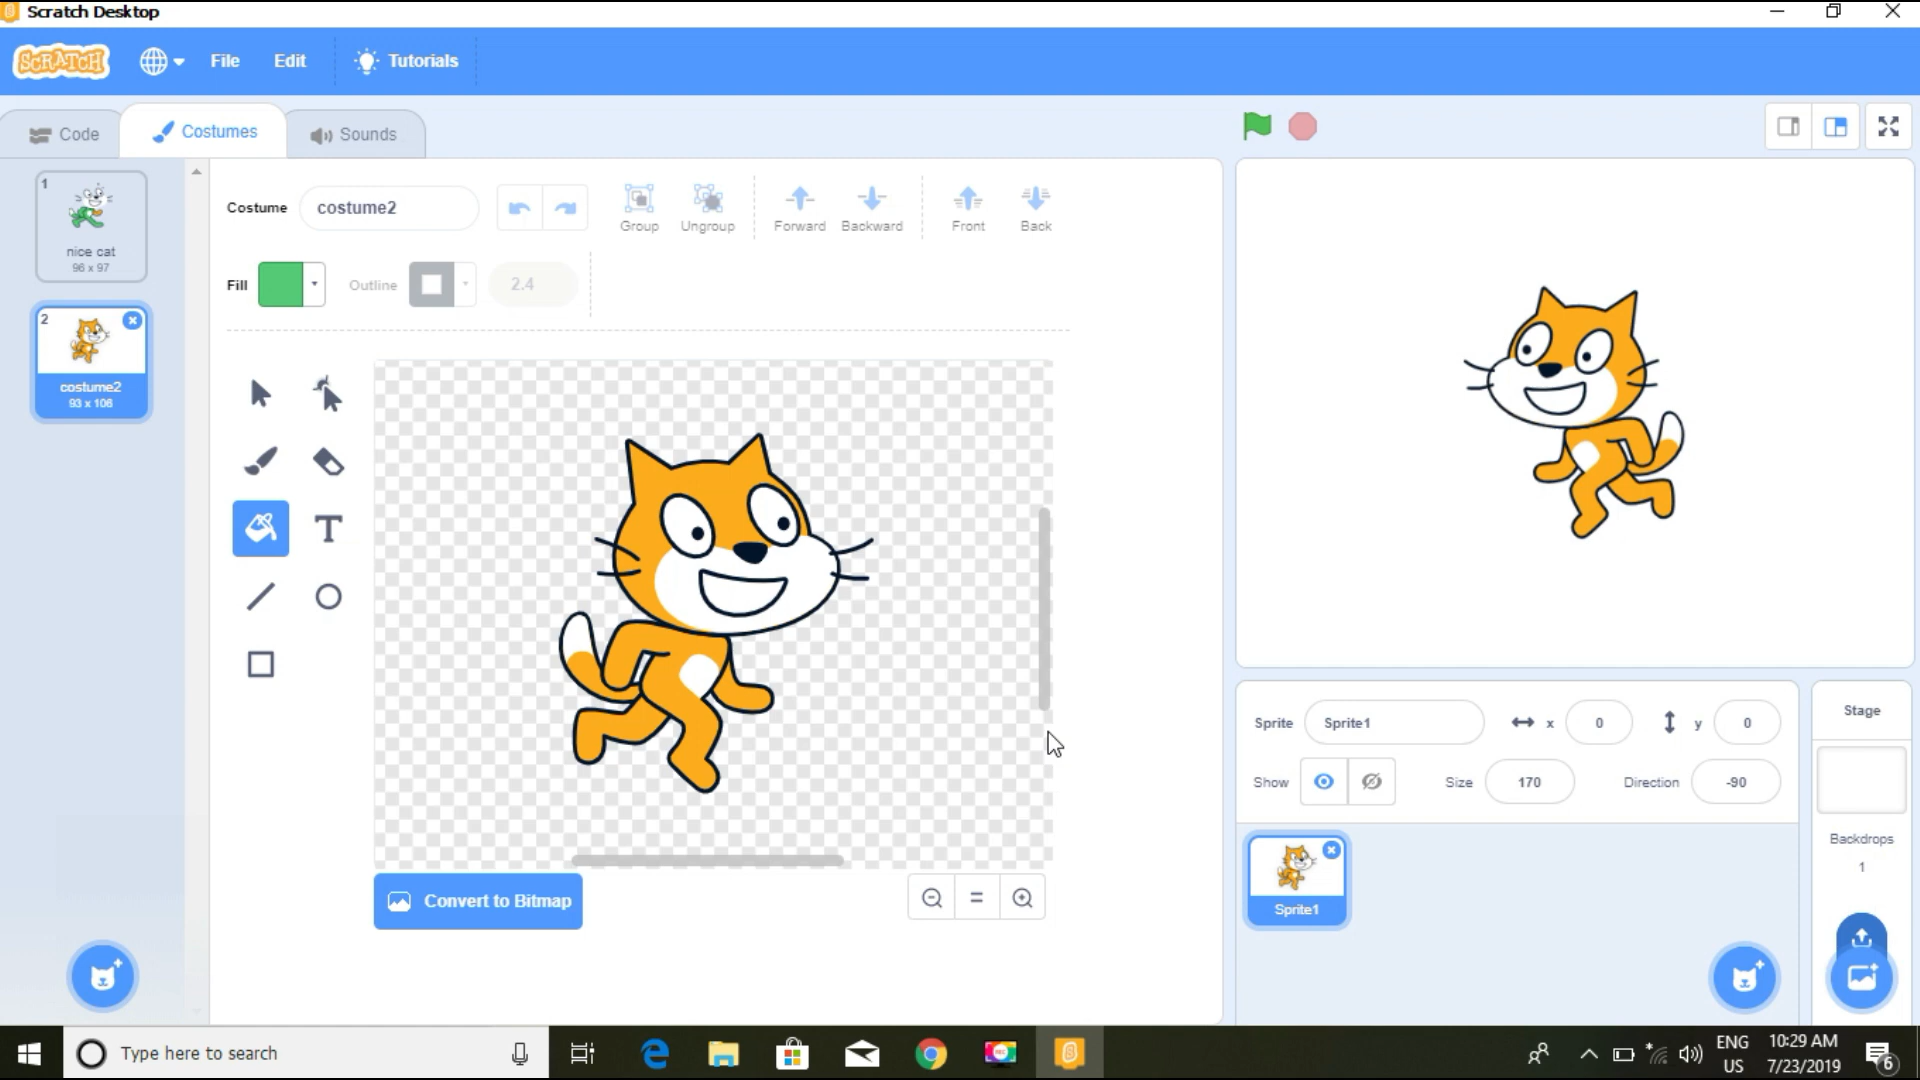 Scratch Desktop
SCRATCH
File
Edit
Tutorials
Code
Costumes
Sounds
1
nice cat
96 x 97
2
costume2
93 x 106
Costume
costume2
Group
Ungroup
Forward
Backward
Front
Back
Fill
Outline
2.4
T
Convert to Bitmap
Sprite
Sprite1
x
0
y
0
Show
Size
170
Direction
-90
Sprite1
Stage
Backdrops
1
Type here to search
ENG
US
10:29 AM
7/23/2019
6